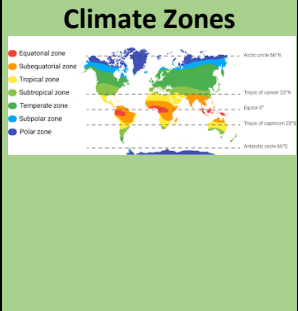 Climate Zones
Equatorial zone
Subequatorial zone
Tropical zone
Subtropical zone
Temperate zone
Subpolar zone
Polar zone
Arctic circle 66°N
Tropic of cancer 23°N
Equtor 0°
Tropic of capricorn 23°S
Antarctic circle 66°S